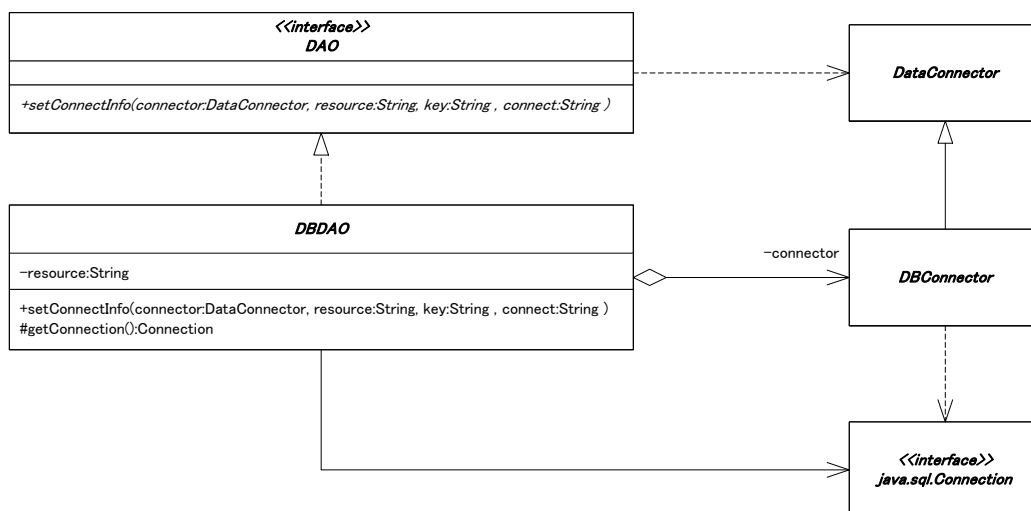 <<interface>>
DAO
+setConnectInfo(connector:DataConnector, resource:String, key:String , connect:String )
DataConnector
DBDAO
-resource:String
+setConnectInfo(connector:DataConnector, resource:String, key:String , connect:String )
#getConnection():Connection
-connector
DBConnector
<<interface>>
java.sql.Connection